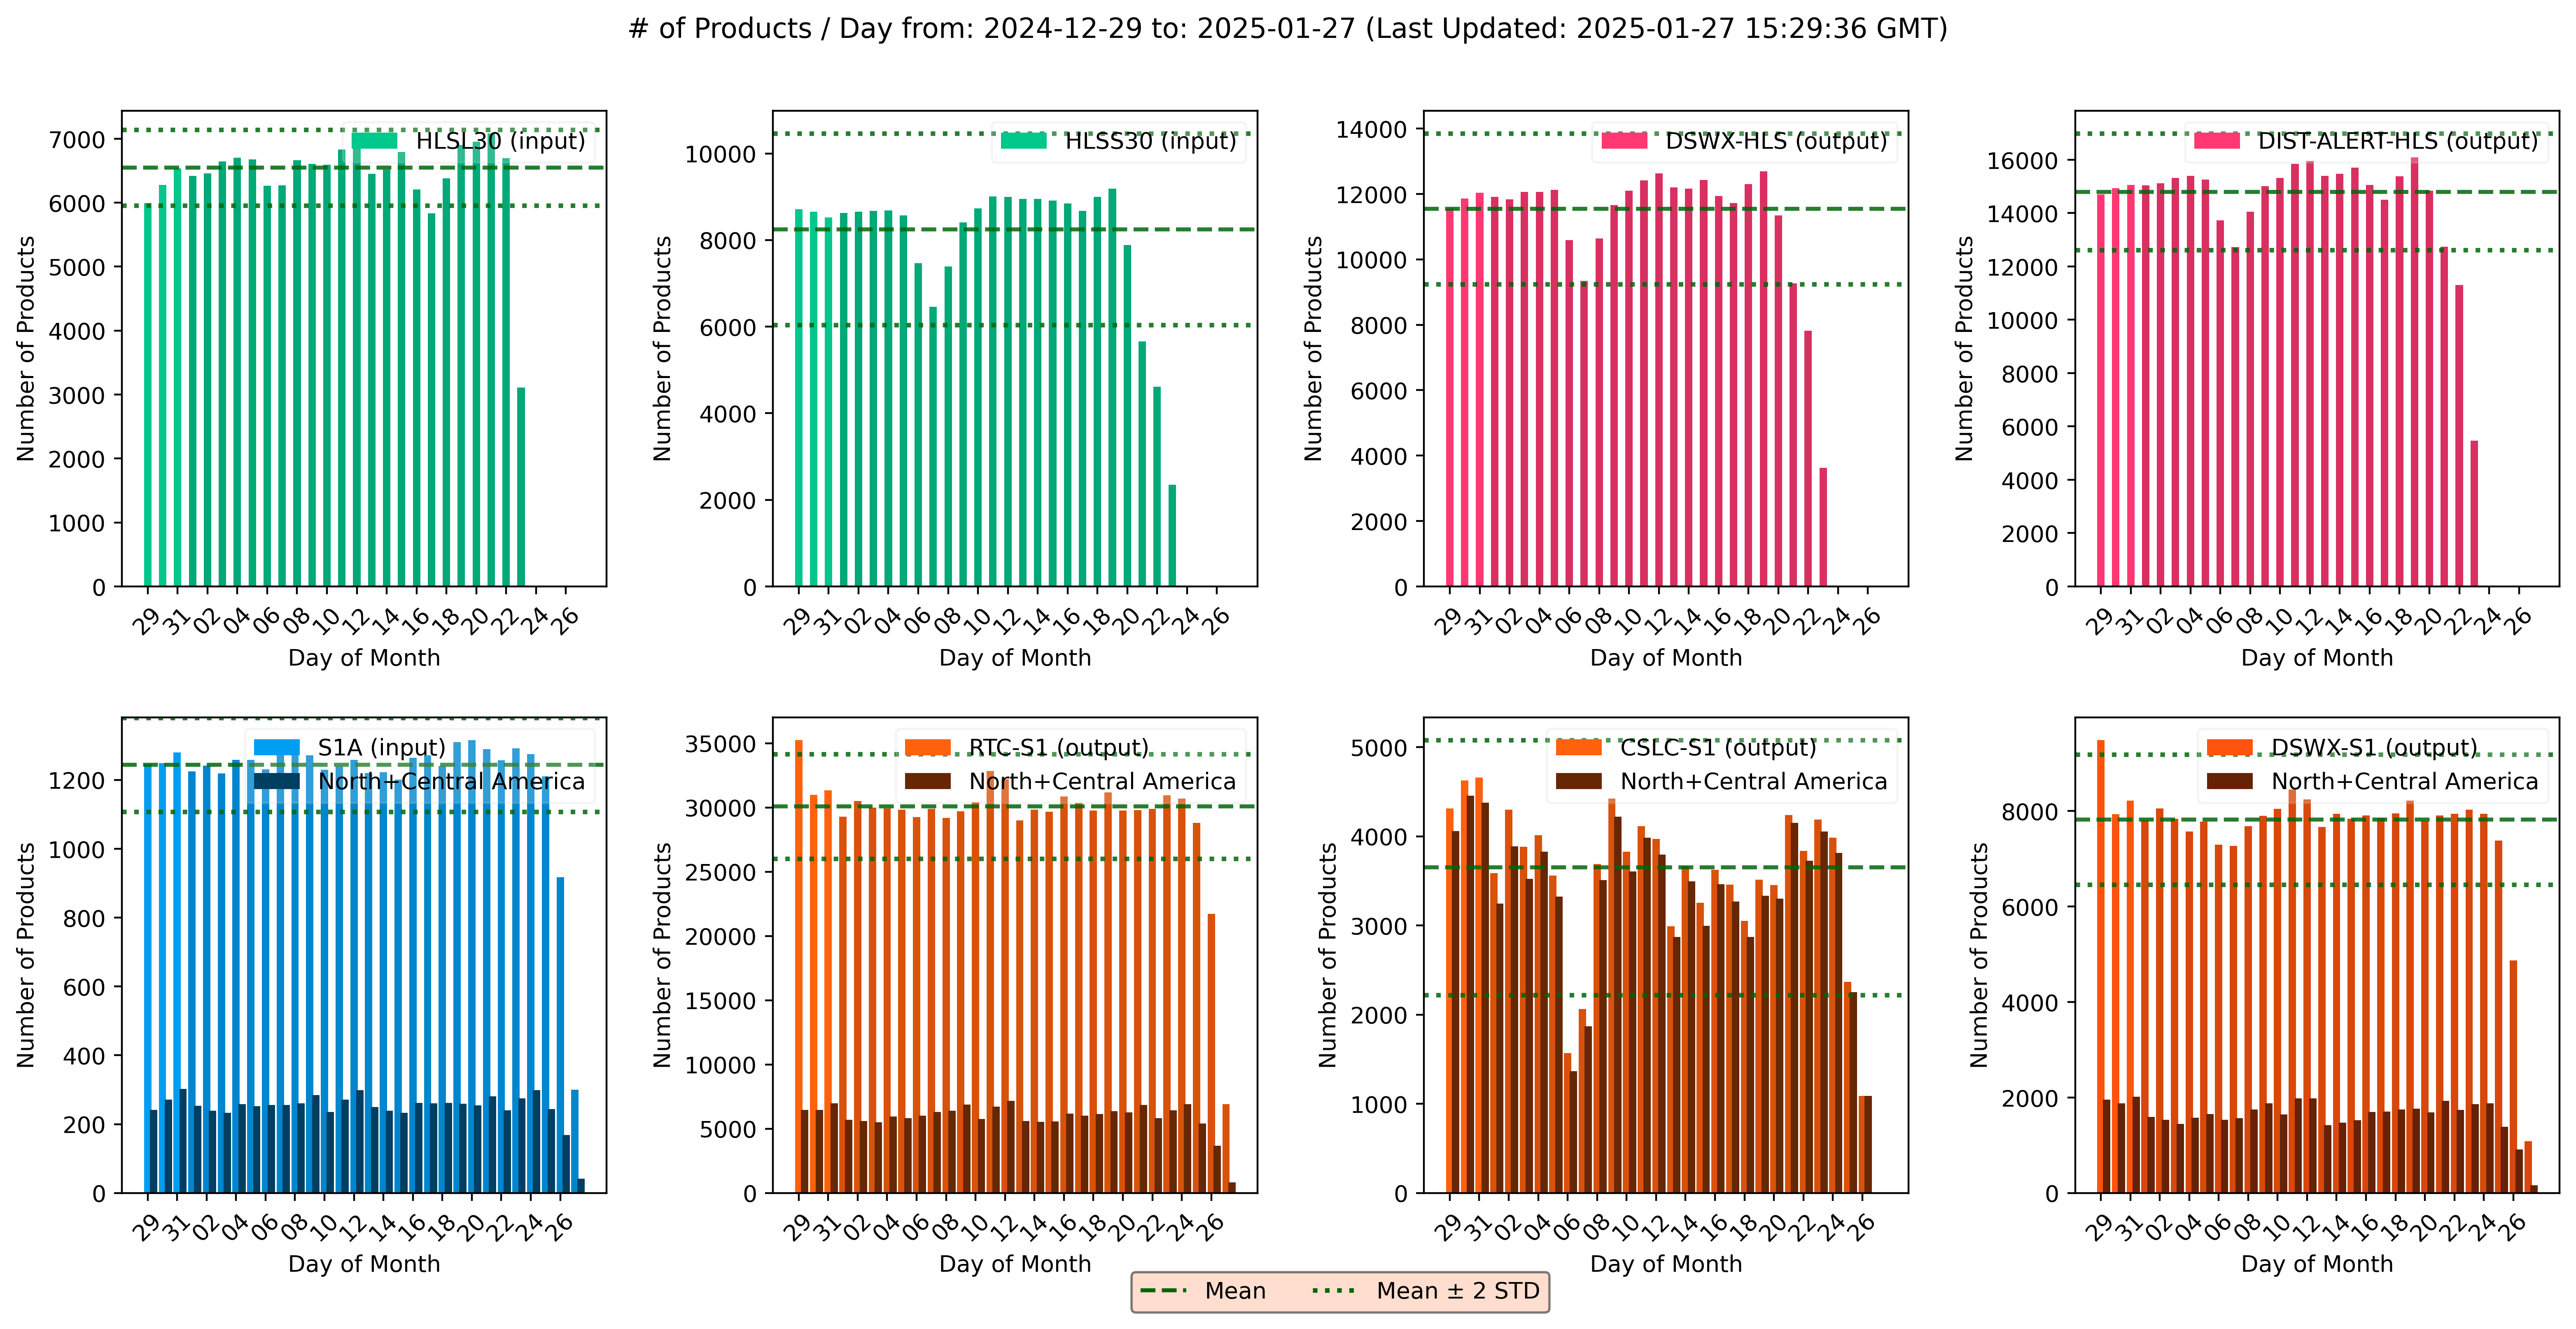 # of Products / Day from: 2024-12-29 to: 2025-01-27 (Last Updated: 2025-01-27 15:29:36 GMT)
HLSL30 (input)
Number of Products
7000
6000
5000
4000
3000
2000
1000
0
29 31 02 04 06 08 10 12 14 16 18 20 22 24 26
Day of Month
HLSS30 (input)
Number of Products
10000
8000
6000
4000
2000
0
29 31 02 04 06 08 10 12 14 16 18 20 22 24 26
Day of Month
DSWX-HLS (output)
Number of Products
14000
12000
10000
8000
6000
4000
2000
0
29 31 02 04 06 08 10 12 14 16 18 20 22 24 26
Day of Month
DIST-ALERT-HLS (output)
Number of Products
16000
14000
12000
10000
8000
6000
4000
2000
0
29 31 02 04 06 08 10 12 14 16 18 20 22 24 26
Day of Month
S1A (input)
North+Central America
Number of Products
1200
1000
800
600
400
200
0
29 31 02 04 06 08 10 12 14 16 18 20 22 24 26
Day of Month
RTC-S1 (output)
North+Central America
Number of Products
35000
30000
25000
20000
15000
10000
5000
0
29 31 02 04 06 08 10 12 14 16 18 20 22 24 26
Day of Month
CSLC-S1 (output)
North+Central America
Number of Products
5000
4000
3000
2000
1000
0
29 31 02 04 06 08 10 12 14 16 18 20 22 24 26
Day of Month
DSWX-S1 (output)
North+Central America
Number of Products
8000
6000
4000
2000
0
29 31 02 04 06 08 10 12 14 16 18 20 22 24 26
Day of Month
Mean
Mean ± 2 STD